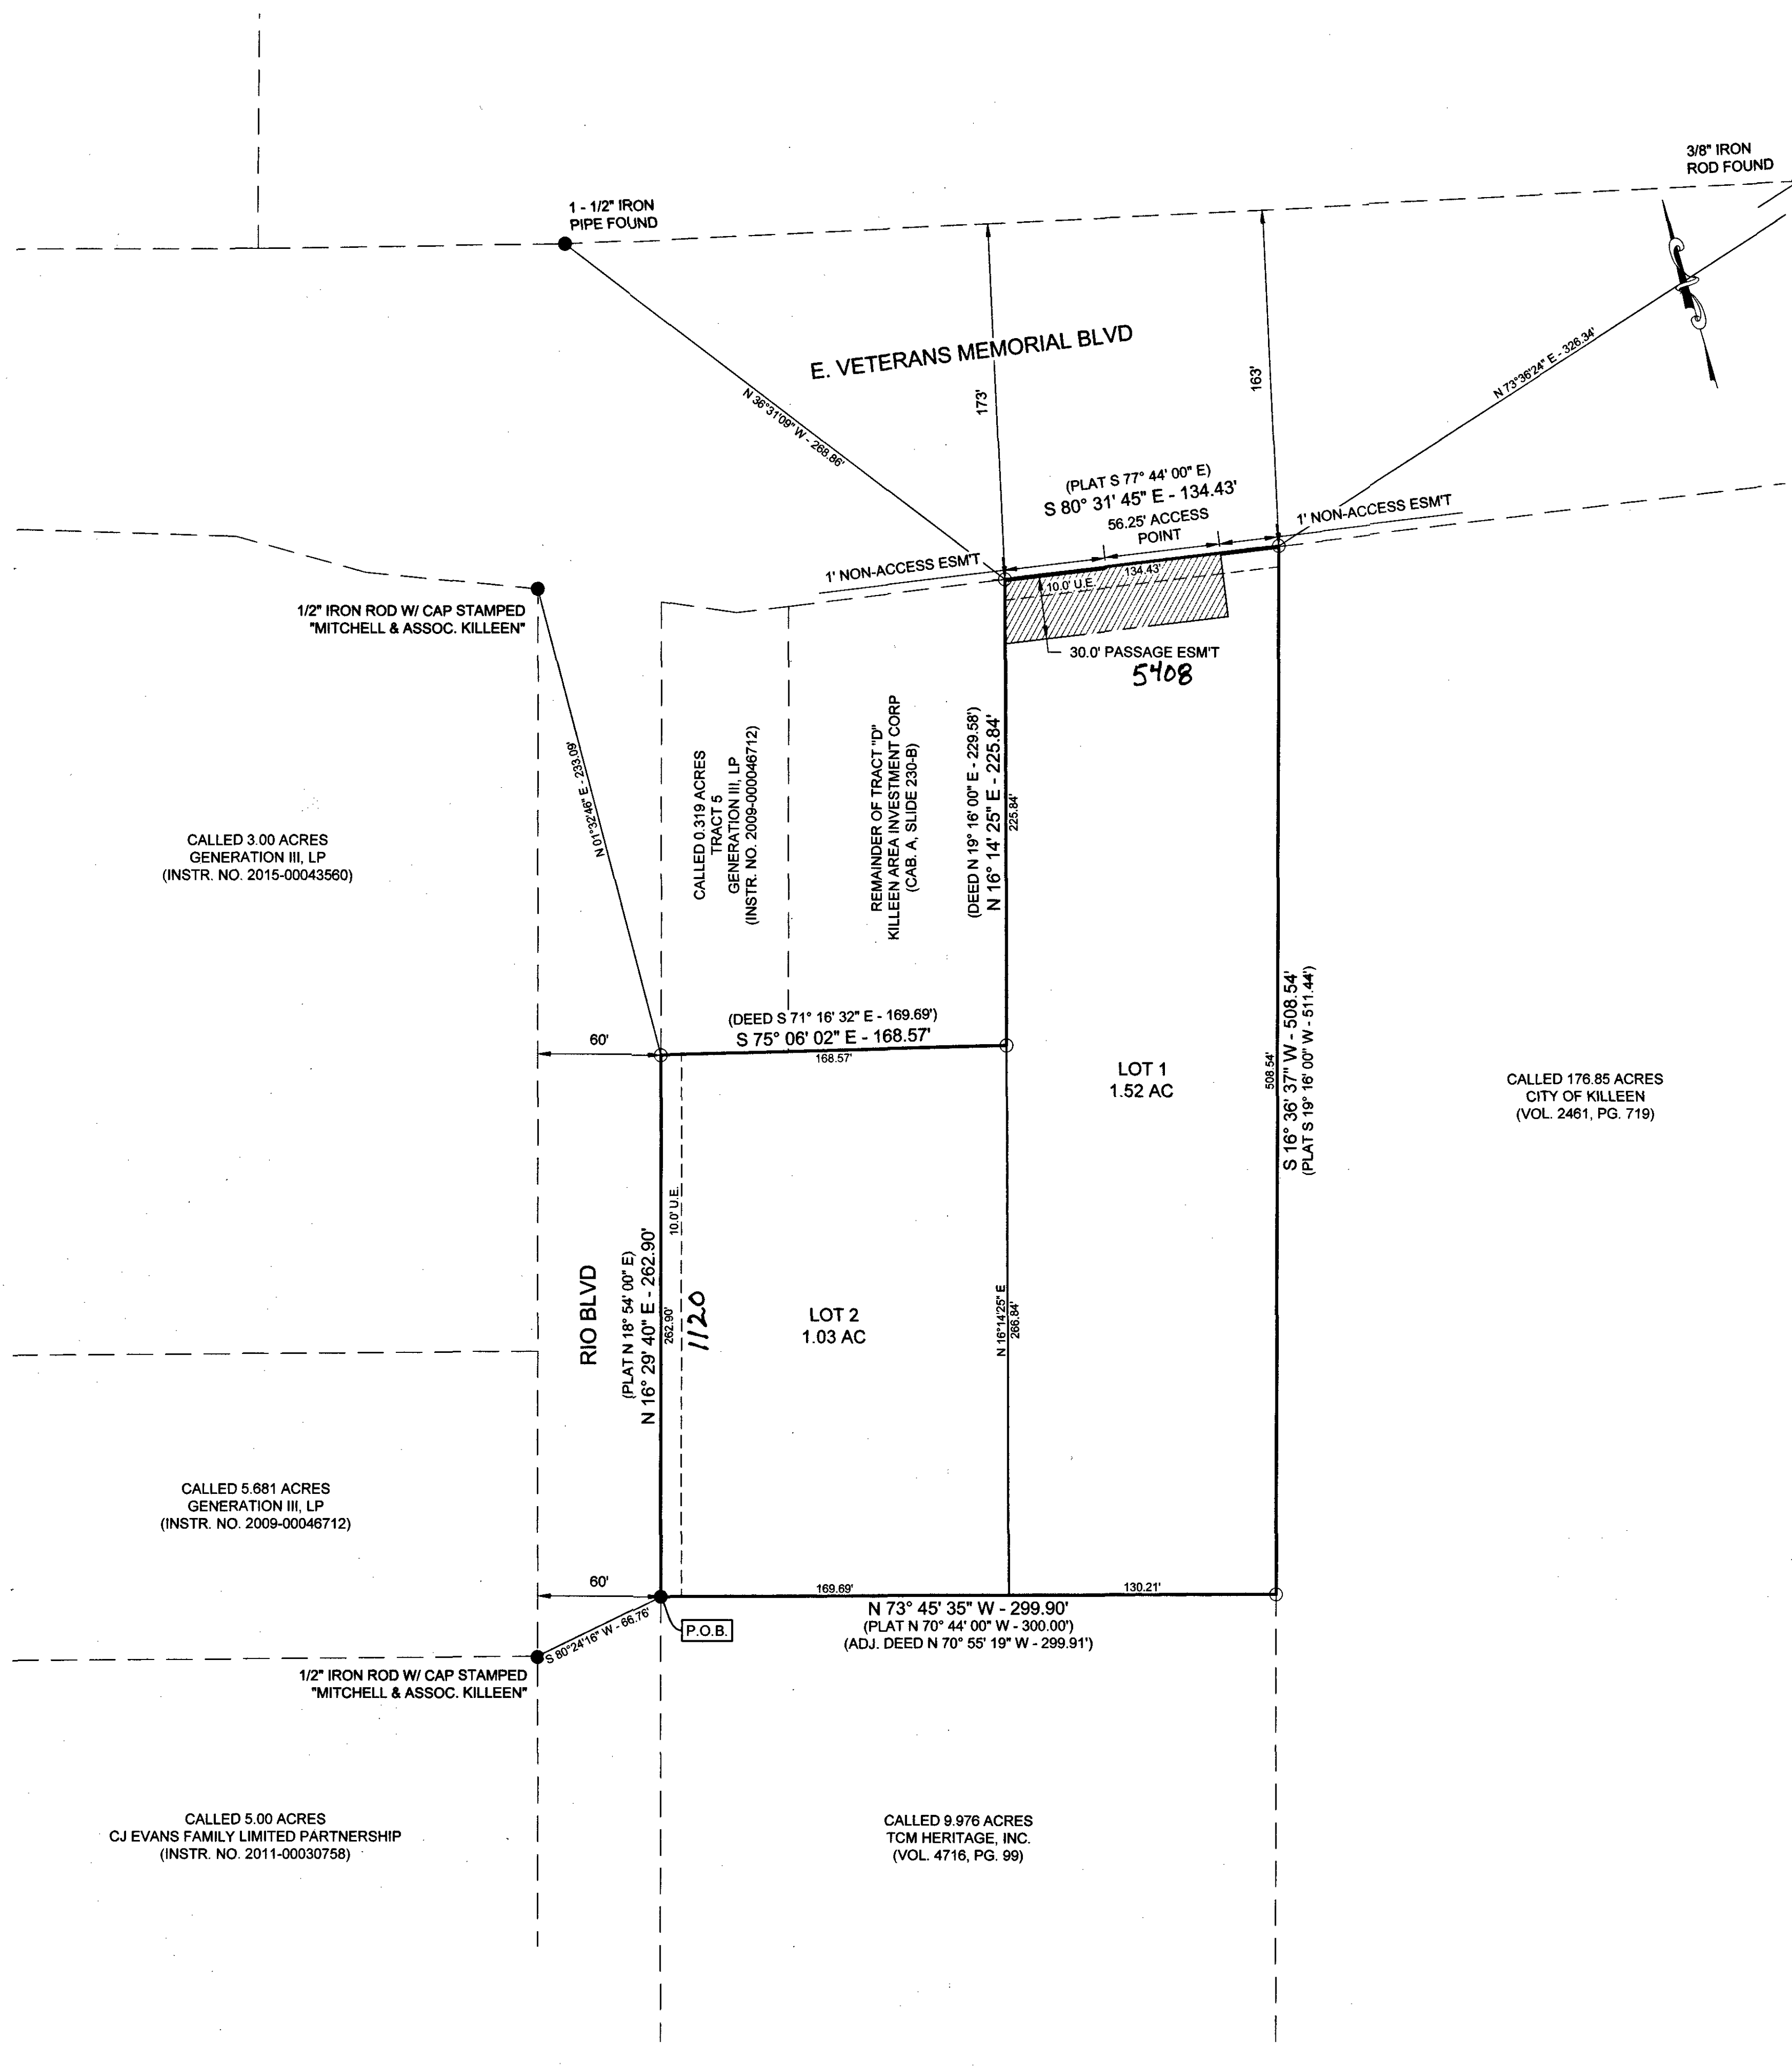 3/8" IRON
ROD FOUND
1 - 1/2" IRON
PIPE FOUND
E. VETERANS MEMORIAL BLVD
173'
163'
N 73°36'24" E - 326.34'
N 36°31'09" W - 268.86'
(PLAT S 77° 44' 00" E)
S 80° 31' 45" E - 134.43'
56.25' ACCESS
POINT
1' NON-ACCESS ESM'T
1' NON-ACCESS ESM'T
134.43'
10.0' U.E.
30.0' PASSAGE ESM'T
5408
1/2" IRON ROD W/ CAP STAMPED
"MITCHELL & ASSOC. KILLEEN"
N 01°32'46" E - 233.09'
CALLED 0.319 ACRES
TRACT 5
GENERATION III, LP
(INSTR. NO. 2009-000046712)
REMAINDER OF TRACT "D"
KILLEEN AREA INVESTMENT CORP
(CAB. A, SLIDE 230-B)
(DEED N 19° 16' 00" E - 229.58')
N 16° 14' 25" E - 225.84'
225.84'
CALLED 3.00 ACRES
GENERATION III, LP
(INSTR. NO. 2015-00043560)
(DEED S 71° 16' 32" E - 169.69')
S 75° 06' 02" E - 168.57'
168.57'
60'
LOT 1
1.52 AC
508.54'
S 16° 36' 37" W - 508.54'
(PLAT S 19° 16' 00" W - 511.44')
CALLED 176.85 ACRES
CITY OF KILLEEN
(VOL. 2461, PG. 719)
10.0' U.E.
RIO BLVD
(PLAT N 18° 54' 00" E)
N 16° 29' 40" E - 262.90'
262.90'
1120
LOT 2
1.03 AC
N 16°14'25" E
266.84'
CALLED 5.681 ACRES
GENERATION III, LP
(INSTR. NO. 2009-00046712)
60'
169.69'
130.21'
N 73° 45' 35" W - 299.90'
(PLAT N 70° 44' 00" W - 300.00')
(ADJ. DEED N 70° 55' 19" W - 299.91')
P.O.B.
S 80°24'16" W - 66.76'
1/2" IRON ROD W/ CAP STAMPED
"MITCHELL & ASSOC. KILLEEN"
CALLED 5.00 ACRES
CJ EVANS FAMILY LIMITED PARTNERSHIP
(INSTR. NO. 2011-00030758)
CALLED 9.976 ACRES
TCM HERITAGE, INC.
(VOL. 4716, PG. 99)